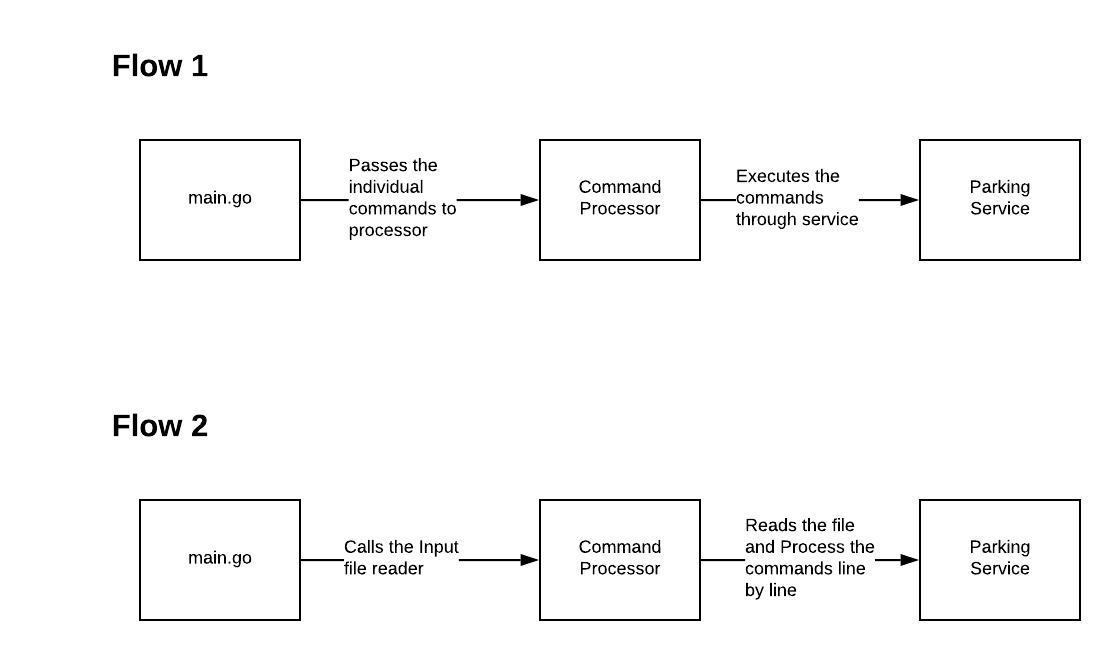 Flow 1
main.go
Passes the
individual
commands to
processor
Command
Processor
Executes the
commands
through service
Parking
Service
Flow 2
main.go
Calls the Input
file reader
Command
Processor
Reads the file
and Process the
commands line
by line
Parking
Service